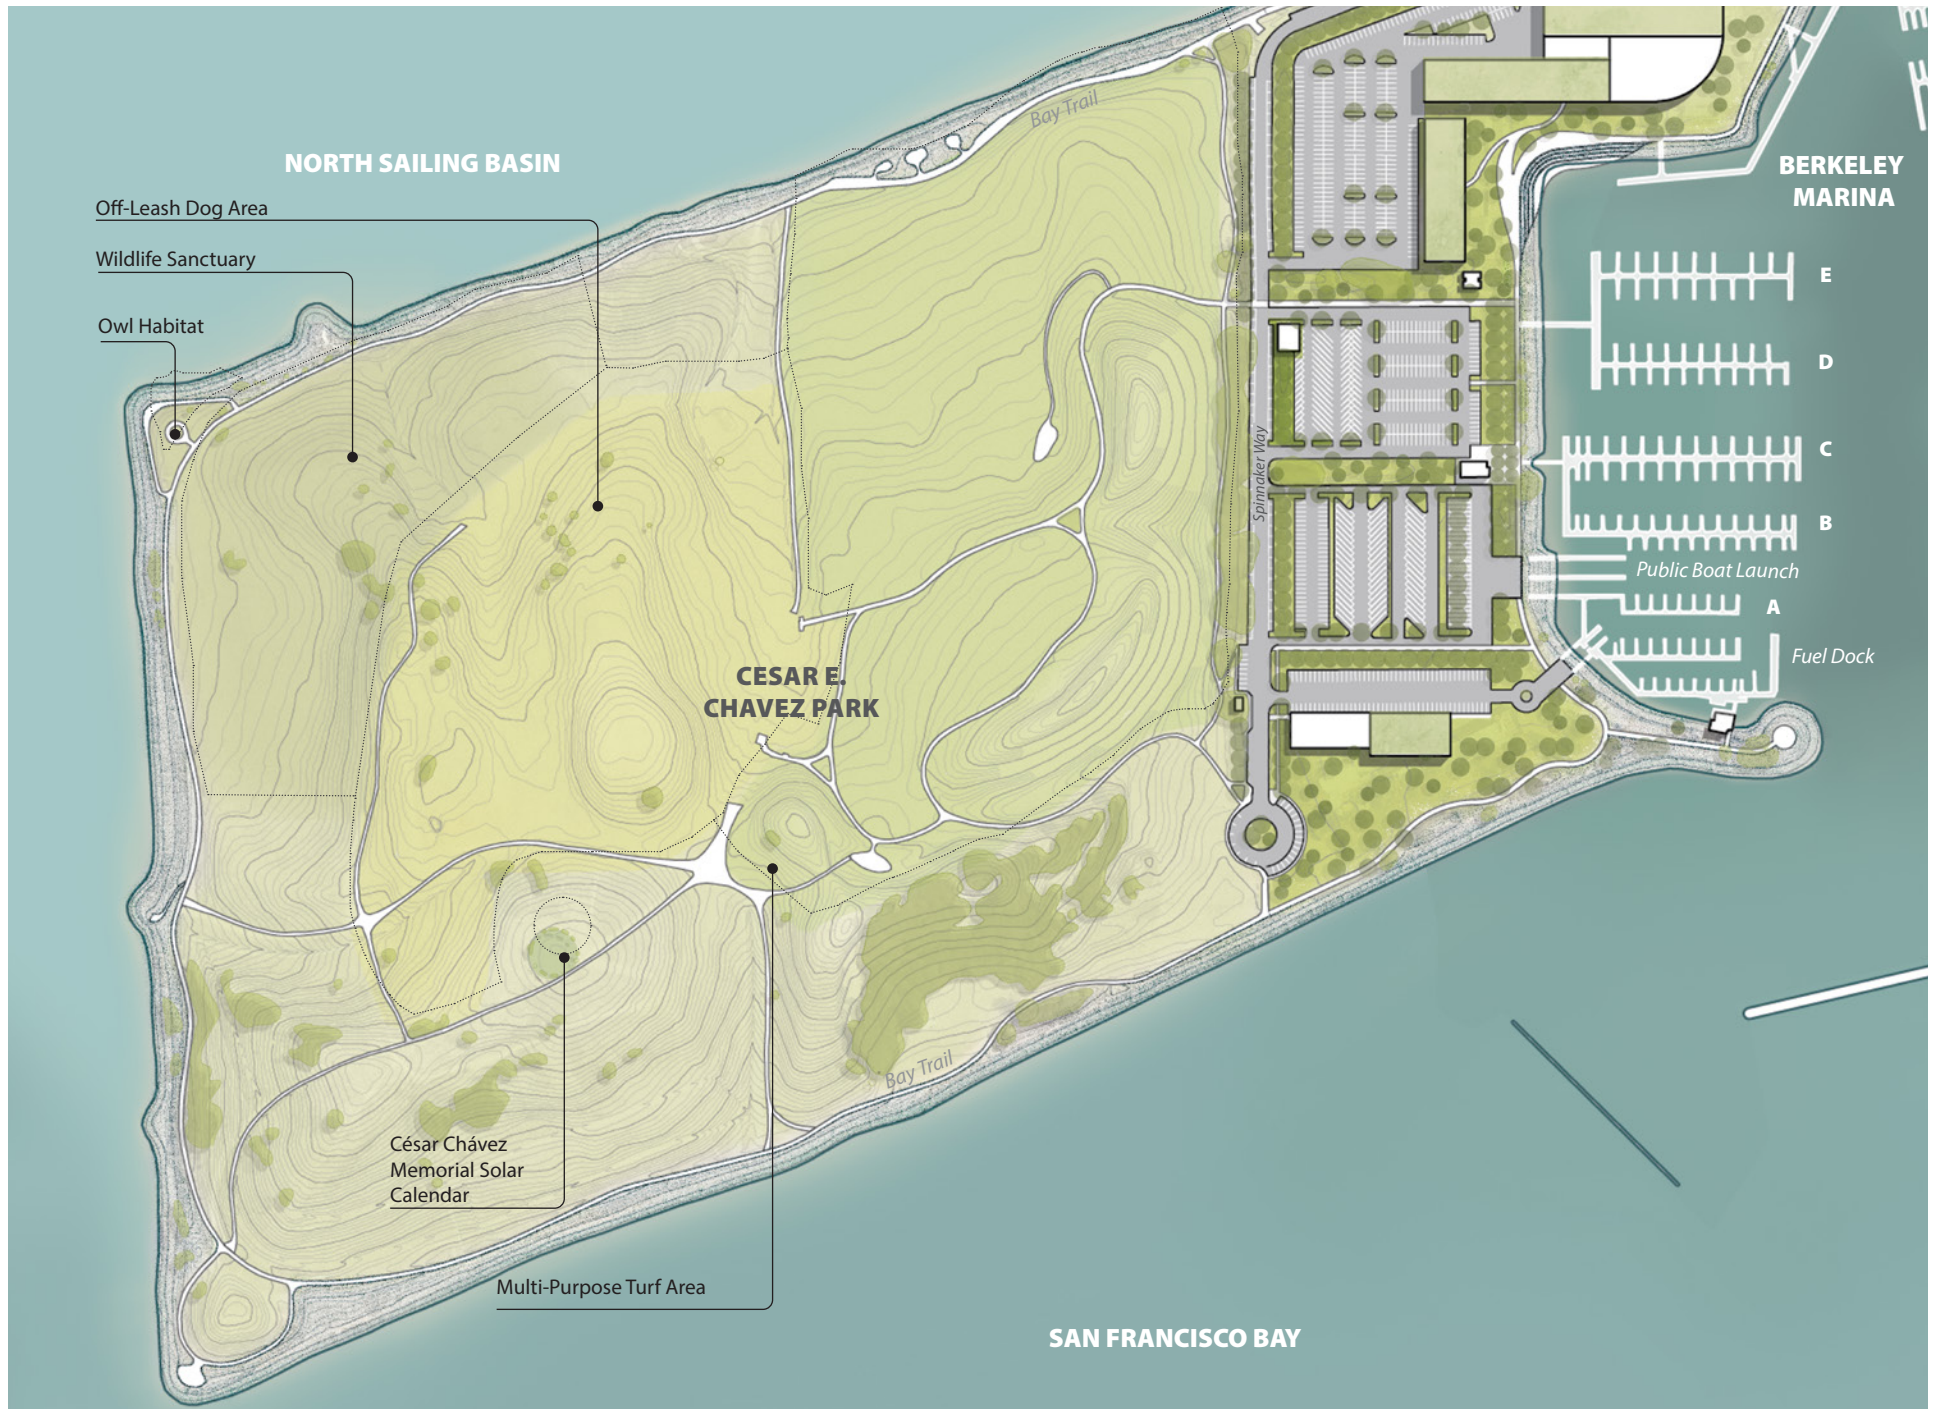 Bay Trail
NORTH SAILING BASIN
BERKELEY
MARINA
Off-Leash Dog Area
Wildlife Sanctuary
E
Owl Habitat
D
C
Spinnaker Way
B
Public Boat Launch
A
Fuel Dock
CESAR E.
CHAVEZ PARK
Bay Trail
César Chávez
Memorial Solar
Calendar
Multi-Purpose Turf Area
SAN FRANCISCO BAY